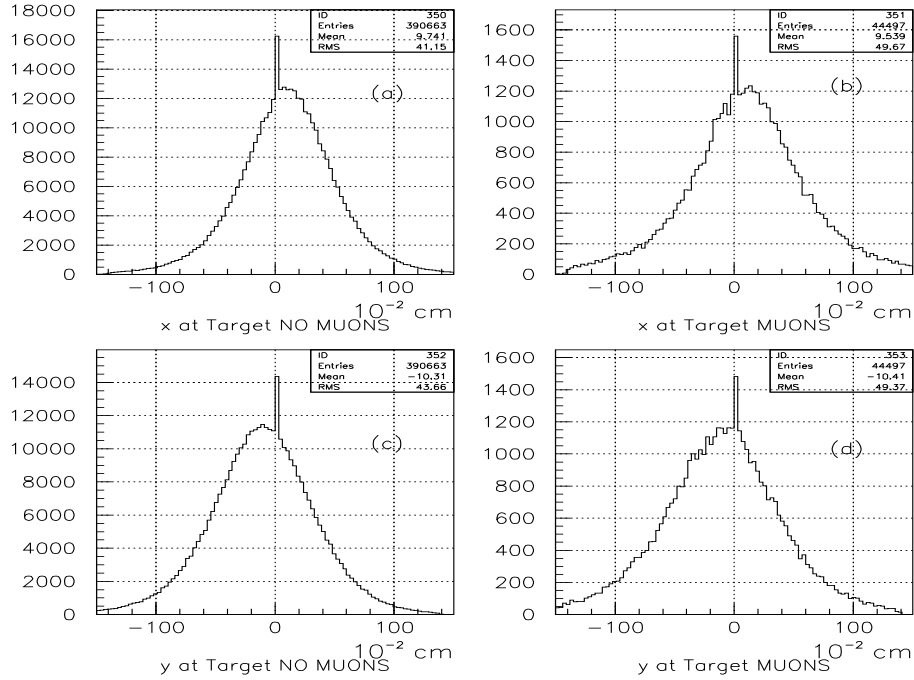 ID 350
Entries 390663
Mean 9.741
RMS 41.15
(a)
18000
16000
14000
12000
10000
8000
6000
4000
2000
0
−100 0 100
10⁻² cm
x at Target NO MUONS
ID 351
Entries 44497
Mean 9.539
RMS 49.67
(b)
1600
1400
1200
1000
800
600
400
200
0
−100 0 100
10⁻² cm
x at Target MUONS
ID 352
Entries 390663
Mean −10.31
RMS 43.66
(c)
14000
12000
10000
8000
6000
4000
2000
0
−100 0 100
10⁻² cm
y at Target NO MUONS
ID 353
Entries 44497
Mean −10.41
RMS 49.37
(d)
1600
1400
1200
1000
800
600
400
200
0
−100 0 100
10⁻² cm
y at Target MUONS